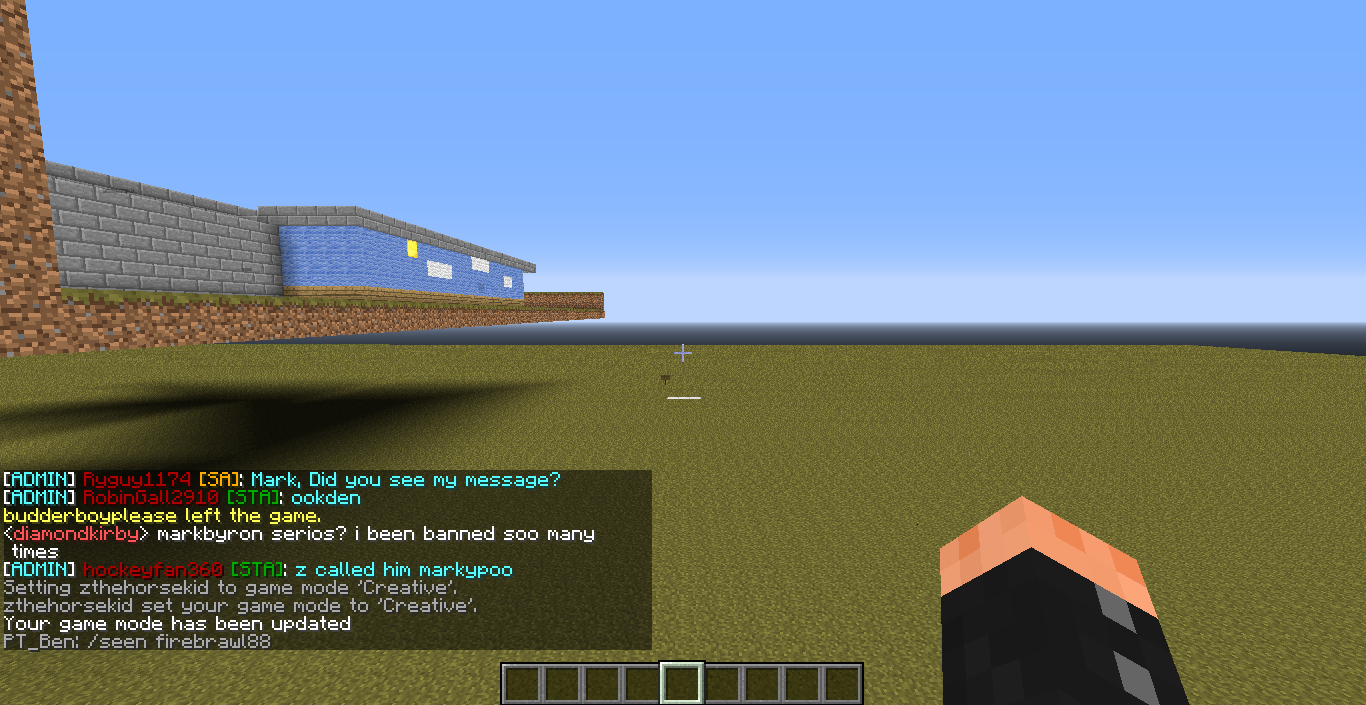 [ADMIN] Ryguy1174 [SA]: Mark, Did you see my message?
[ADMIN] RobinGall2910 [STA]: ookden
budderboyplease left the game.
<diamondkirby> markbyron serios? i been banned soo many
times
[ADMIN] hockeyfan360 [STA]: z called him markypoo
Setting zthehorsekid to game mode 'Creative'.
zthehorsekid set your game mode to 'Creative'.
Your game mode has been updated
PT_Ben: /seen firebrawl88